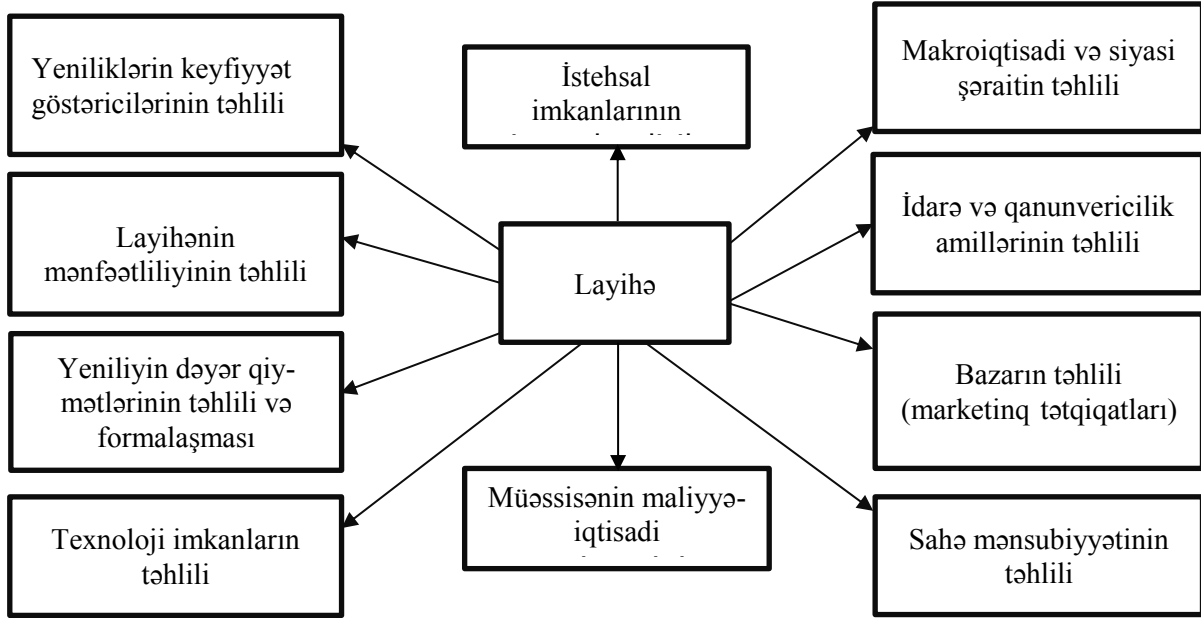 Yeniliklərin keyfiyyət
göstəricilərinin təhlili
İstehsal
imkanlarının
Makroiqtisadi və siyasi
şəraitin təhlili
Layihənin
mənfəətliliyinin təhlili
Layihə
İdarə və qanunvericilik
amillərinin təhlili
Yeniliyin dəyər qiy-
mətlərinin təhlili və
formalaşması
Bazarın təhlili
(marketinq tətqiqatları)
Texnoloji imkanların
təhlili
Müəssisənin maliyyə-
iqtisadi
Sahə mənsubiyyətinin
təhlili